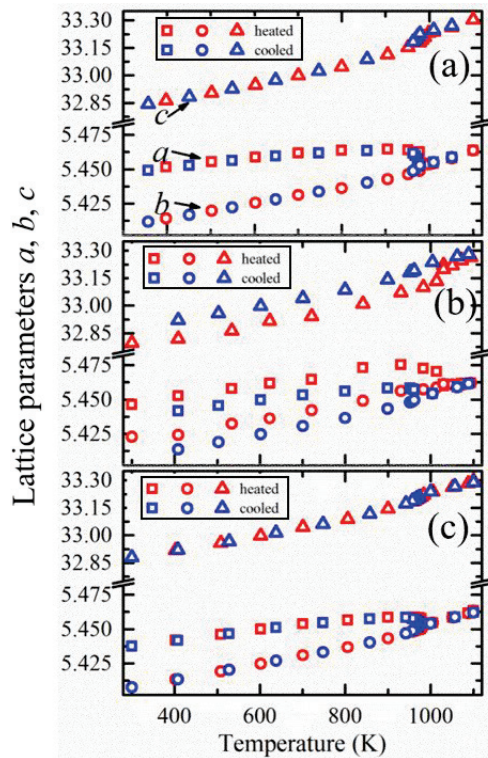 33.30
33.15
33.00
32.85
5.475
5.450
5.425
heated
cooled
(a)
c
a
b
33.30
33.15
33.00
32.85
5.475
5.450
5.425
heated
cooled
(b)
33.30
33.15
33.00
32.85
5.475
5.450
5.425
heated
cooled
(c)
Lattice parameters a, b, c
400 600 800 1000
Temperature (K)